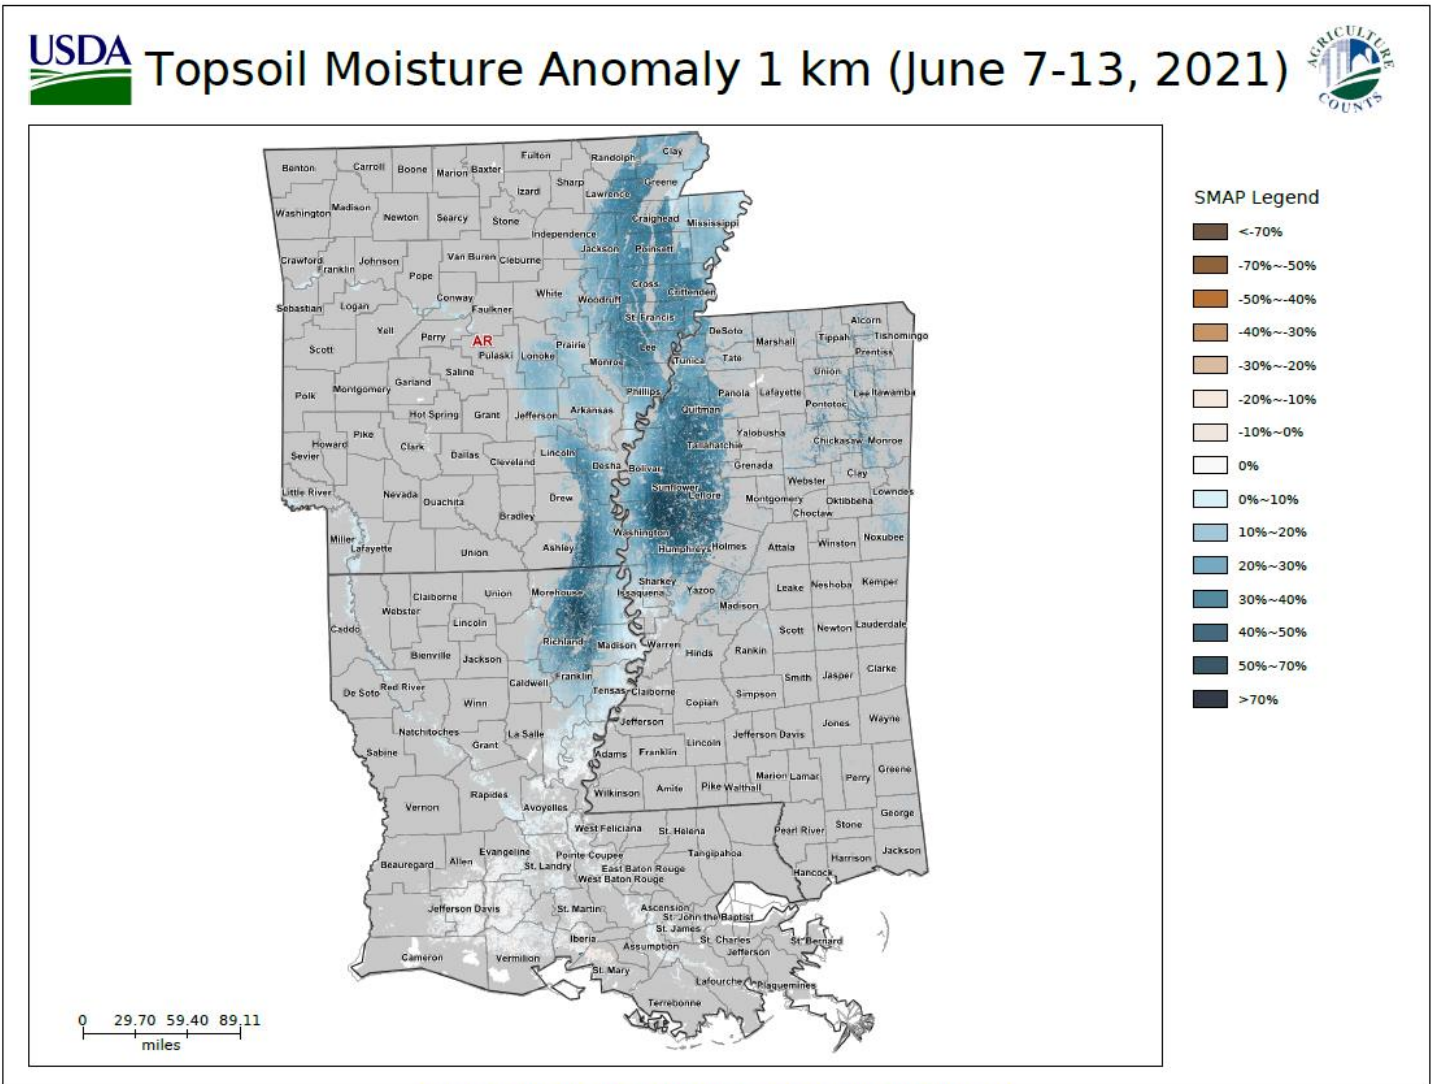 USDA
Topsoil Moisture Anomaly 1 km (June 7-13, 2021)
AGRICULTURE
COUNTS
SMAP Legend
<-70%
-70%~-50%
-50%~-40%
-40%~-30%
-30%~-20%
-20%~-10%
-10%~0%
0%
0%~10%
10%~20%
20%~30%
30%~40%
40%~50%
50%~70%
>70%
Benton Carroll Boone Marion Baxter Fulton Randolph Clay
Izard Sharp Lawrence Greene
Washington Madison Newton Searcy Stone Craighead Mississippi
Independence
Jackson Poinsett
Crawford Franklin Johnson Pope Van Buren Cleburne
White Woodruff Cross Crittenden
Sebastian Logan Conway Faulkner St. Francis
Yell Perry AR Pulaski Lonoke Prairie Monroe Lee
Scott Saline
Polk Montgomery Garland Phillips
Hot Spring Grant Jefferson Arkansas
Howard Pike Clark Dallas Cleveland Lincoln
Sevier Desha
Little River Nevada Ouachita Bradley Drew
Miller Lafayette Union Ashley
DeSoto Marshall Tippah Alcorn Tishomingo
Tunica Tate Prentiss
Union
Panola Lafayette Pontotoc Lee Itawamba
Quitman
Tallahatchie Yalobusha Chickasaw Monroe
Bolivar Grenada Webster Clay
Sunflower Leflore Montgomery Oktibbeha Lowndes
Choctaw
Washington Humphreys Holmes Attala Winston Noxubee
Sharkey
Issaquena Yazoo Madison Leake Neshoba Kemper
Warren Hinds Rankin Scott Newton Lauderdale
Smith Jasper Clarke
Claiborne Copiah Simpson
Jefferson Jones Wayne
Adams Franklin Lincoln Jefferson Davis
Marion Lamar Perry Greene
Wilkinson Amite Pike Walthall
Pearl River Stone George
Harrison Jackson
Hancock
Claiborne Union Morehouse
Webster Lincoln
Caddo Richland Madison
Bienville Jackson
De Soto Red River Caldwell Franklin Tensas
Winn
Natchitoches La Salle
Sabine Grant
Vernon Rapides Avoyelles
West Feliciana St. Helena
Beauregard Allen Evangeline St. Landry Pointe Coupee Tangipahoa
East Baton Rouge
West Baton Rouge
Jefferson Davis St. Martin Ascension
St. John the Baptist
St. James
Iberia Assumption St. Charles St. Bernard
Jefferson
Cameron Vermilion St. Mary
Lafourche Plaquemines
Terrebonne
0 29.70 59.40 89.11
miles